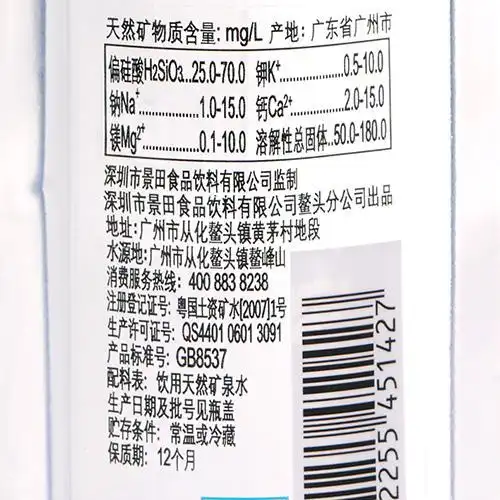 天然矿物质含量: mg/L 产地: 广东省广州市
偏硅酸H2SiO3...25.0-70.0 钾K+............0.5-10.0
钠Na+............1.0-15.0 钙Ca2+..........2.0-15.0
镁Mg2+..........0.1-10.0 溶解性总固体..50.0-180.0
深圳市景田食品饮料有限公司监制
深圳市景田食品饮料有限公司鳌头分公司出品
地址:广州市从化鳌头镇黄茅村地段
水源地:广州市从化鳌头镇鳌峰山
消费服务热线: 400 883 8238
注册登记证号: 粤国土资矿水[2007]1号
生产许可证号: QS4401 0601 3091
产品标准号: GB8537
配料表: 饮用天然矿泉水
生产日期及批号见瓶盖
贮存条件: 常温或冷藏
保质期: 12个月
2255 451427